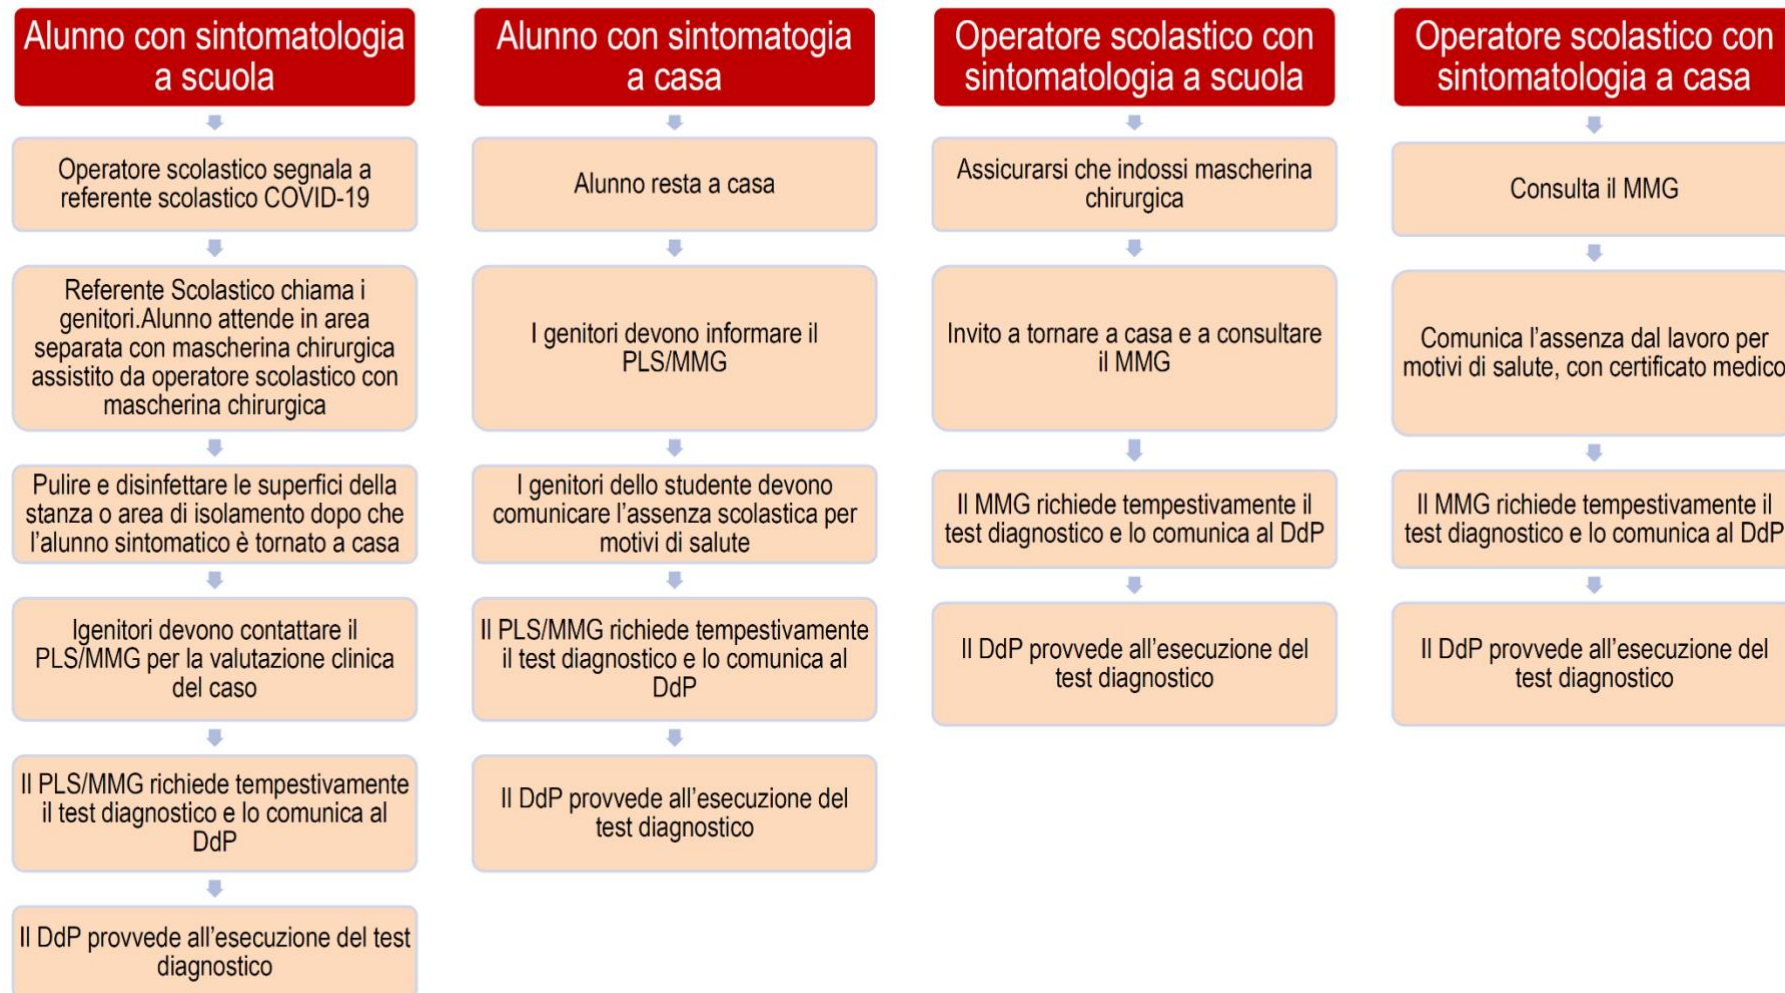 Alunno con sintomatologia
a scuola
Operatore scolastico segnala a
referente scolastico COVID-19
Referente Scolastico chiama i
genitori.Alunno attende in area
separata con mascherina chirurgica
assistito da operatore scolastico con
mascherina chirurgica
Pulire e disinfettare le superfici della
stanza o area di isolamento dopo che
l’alunno sintomatico è tornato a casa
Igenitori devono contattare il
PLS/MMG per la valutazione clinica
del caso
Il PLS/MMG richiede tempestivamente
il test diagnostico e lo comunica al
DdP
Il DdP provvede all’esecuzione del test
diagnostico
Alunno con sintomatogia
a casa
Alunno resta a casa
I genitori devono informare il
PLS/MMG
I genitori dello studente devono
comunicare l’assenza scolastica per
motivi di salute
Il PLS/MMG richiede tempestivamente
il test diagnostico e lo comunica al
DdP
Il DdP provvede all’esecuzione del
test diagnostico
Operatore scolastico con
sintomatologia a scuola
Assicurarsi che indossi mascherina
chirurgica
Invito a tornare a casa e a consultare
il MMG
Il MMG richiede tempestivamente il
test diagnostico e lo comunica al DdP
Il DdP provvede all’esecuzione del
test diagnostico
Operatore scolastico con
sintomatologia a casa
Consulta il MMG
Comunica l’assenza dal lavoro per
motivi di salute, con certificato medico
Il MMG richiede tempestivamente il
test diagnostico e lo comunica al DdP
Il DdP provvede all’esecuzione del
test diagnostico